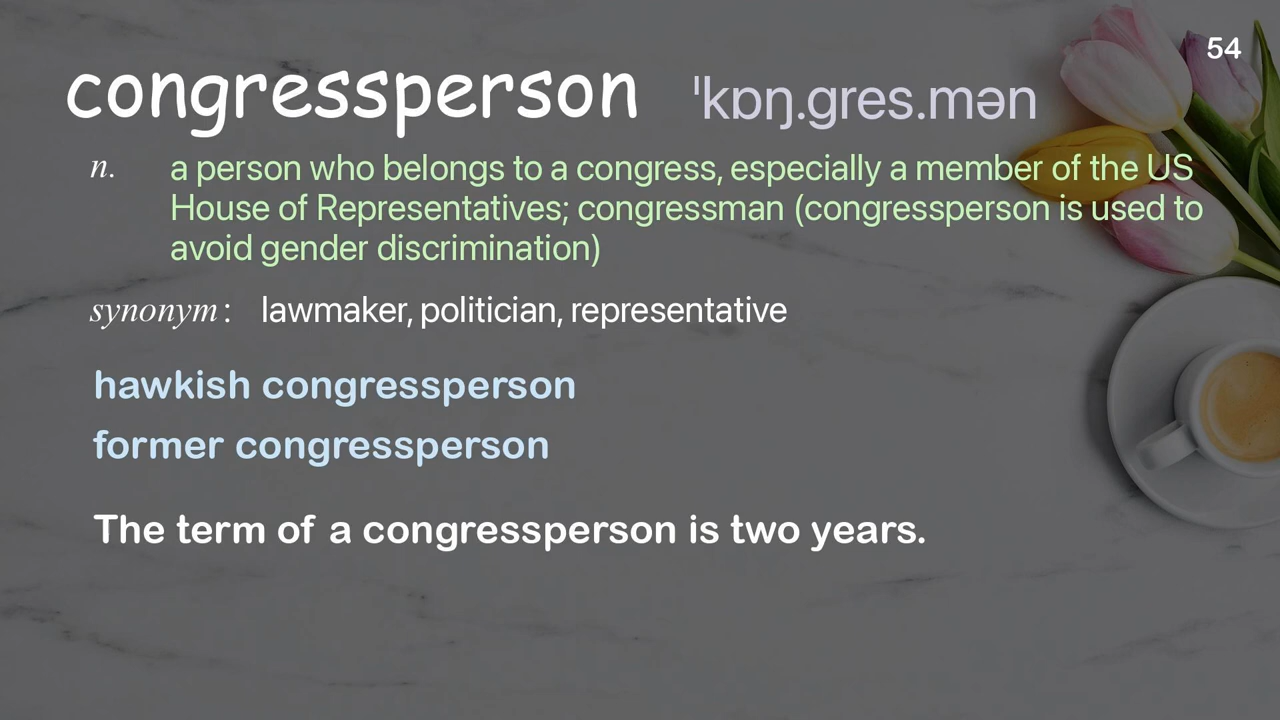 54
congressperson ˈkɒŋ.gres.mən
n. a person who belongs to a congress, especially a member of the US
House of Representatives; congressman (congressperson is used to
avoid gender discrimination)
synonym: lawmaker, politician, representative
hawkish congressperson
former congressperson
The term of a congressperson is two years.